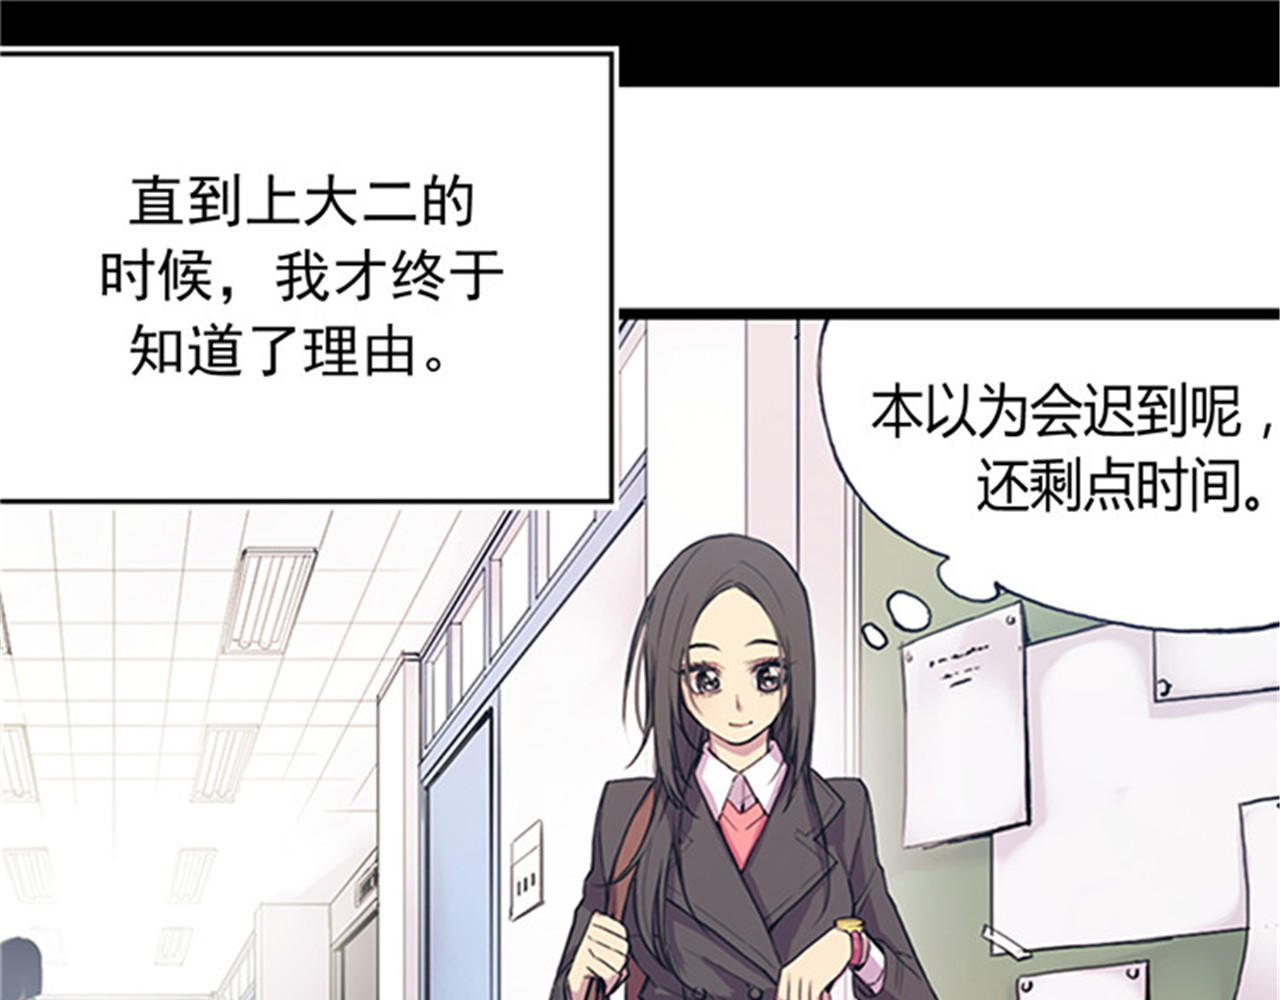 直到上大二的
时候，我才终于
知道了理由。
本以为会迟到呢，
还剩点时间。